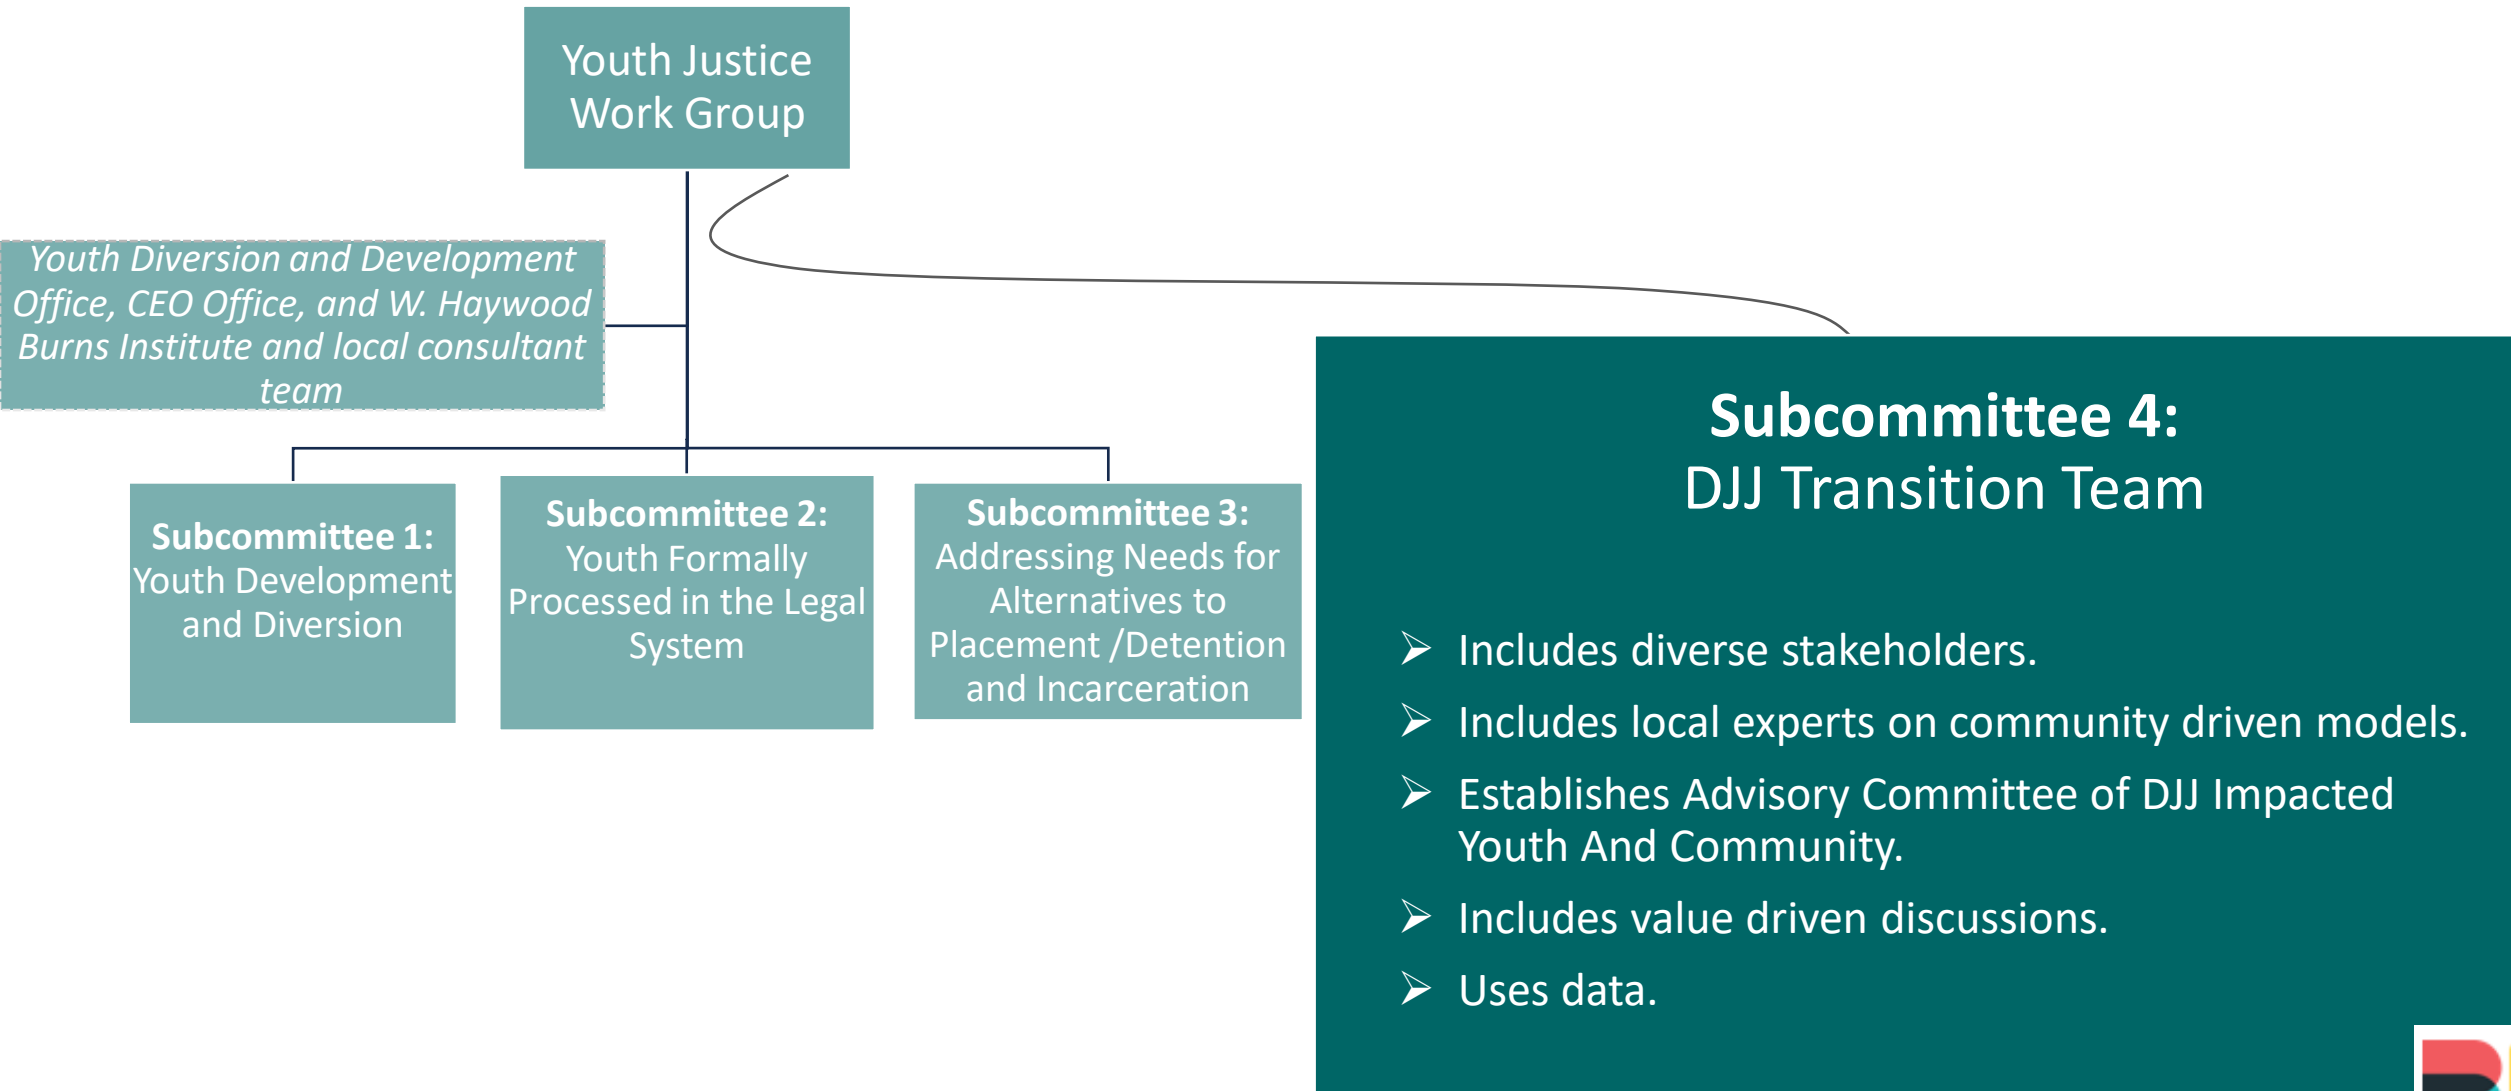 Youth Justice
Work Group
Youth Diversion and Development
Office, CEO Office, and W. Haywood
Burns Institute and local consultant
team
Subcommittee 1:
Youth Development
and Diversion
Subcommittee 2:
Youth Formally
Processed in the Legal
System
Subcommittee 3:
Addressing Needs for
Alternatives to
Placement /Detention
and Incarceration
Subcommittee 4:
DJJ Transition Team
➢ Includes diverse stakeholders.
➢ Includes local experts on community driven models.
➢ Establishes Advisory Committee of DJJ Impacted
Youth And Community.
➢ Includes value driven discussions.
➢ Uses data.